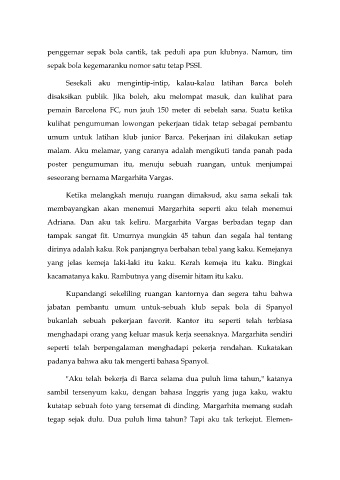 penggemar sepak bola cantik, tak peduli apa pun klubnya. Namun, tim
sepak bola kegemaranku nomor satu tetap PSSI.
Sesekali aku mengintip-intip, kalau-kalau latihan Barca boleh
disaksikan publik. Jika boleh, aku melompat masuk, dan kulihat para
pemain Barcelona FC, nun jauh 150 meter di sebelah sana. Suatu ketika
kulihat pengumuman lowongan pekerjaan tidak tetap sebagai pembantu
umum untuk latihan klub junior Barca. Pekerjaan ini dilakukan setiap
malam. Aku melamar, yang caranya adalah mengikuti tanda panah pada
poster pengumuman itu, menuju sebuah ruangan, untuk menjumpai
seseorang bernama Margarhita Vargas.
Ketika melangkah menuju ruangan dimaksud, aku sama sekali tak
membayangkan akan menemui Margarhita seperti aku telah menemui
Adriana. Dan aku tak keliru. Margarhita Vargas berbadan tegap dan
tampak sangat fit. Umurnya mungkin 45 tahun dan segala hal tentang
dirinya adalah kaku. Rok panjangnya berbahan tebal yang kaku. Kemejanya
yang jelas kemeja laki-laki itu kaku. Kerah kemeja itu kaku. Bingkai
kacamatanya kaku. Rambutnya yang disemir hitam itu kaku.
Kupandangi sekeliling ruangan kantornya dan segera tahu bahwa
jabatan pembantu umum untuk-sebuah klub sepak bola di Spanyol
bukanlah sebuah pekerjaan favorit. Kantor itu seperti telah terbiasa
menghadapi orang yang keluar masuk kerja seenaknya. Margarhita sendiri
seperti telah berpengalaman menghadapi pekerja rendahan. Kukatakan
padanya bahwa aku tak mengerti bahasa Spanyol.
"Aku telah bekerja di Barca selama dua puluh lima tahun," katanya
sambil tersenyum kaku, dengan bahasa Inggris yang juga kaku, waktu
kutatap sebuah foto yang tersemat di dinding. Margarhita memang sudah
tegap sejak dulu. Dua puluh lima tahun? Tapi aku tak terkejut. Elemen-